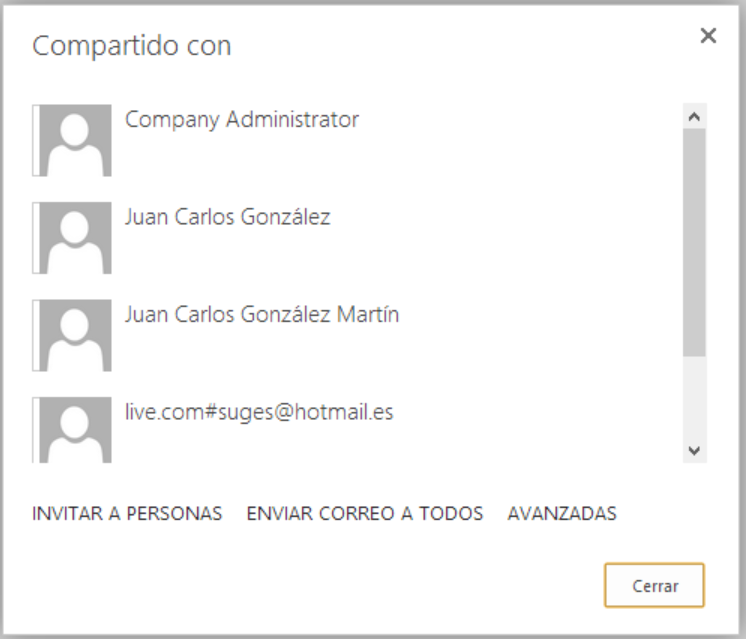 Compartido con
Company Administrator
Juan Carlos González
Juan Carlos González Martín
live.com#suges@hotmail.es
INVITAR A PERSONAS ENVIAR CORREO A TODOS AVANZADAS
Cerrar